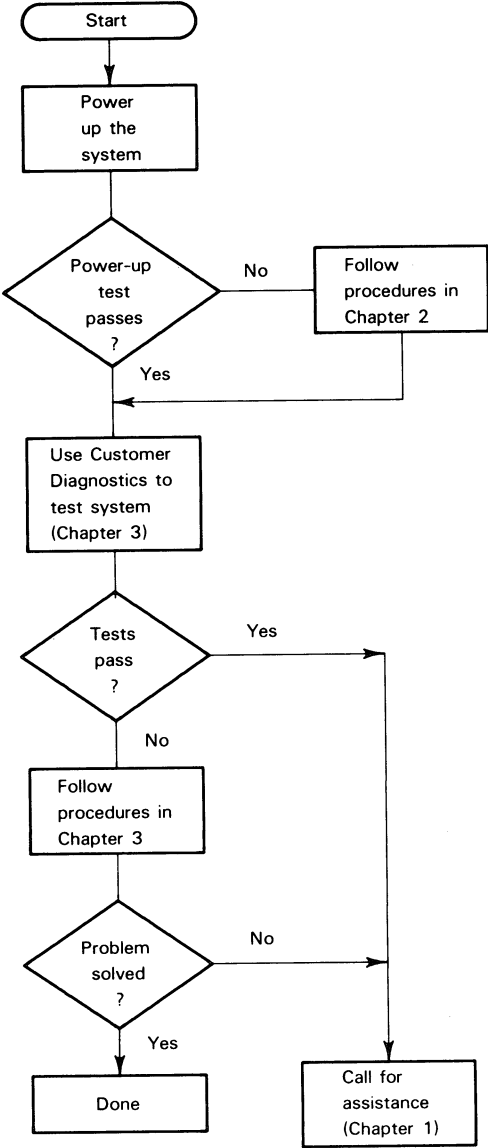 Start
Power
up the
system
Power-up
test
passes
?
No
Follow
procedures in
Chapter 2
Yes
Use Customer
Diagnostics to
test system
(Chapter 3)
Tests
pass
?
Yes
No
Follow
procedures in
Chapter 3
Problem
solved
?
No
Yes
Done
Call for
assistance
(Chapter 1)